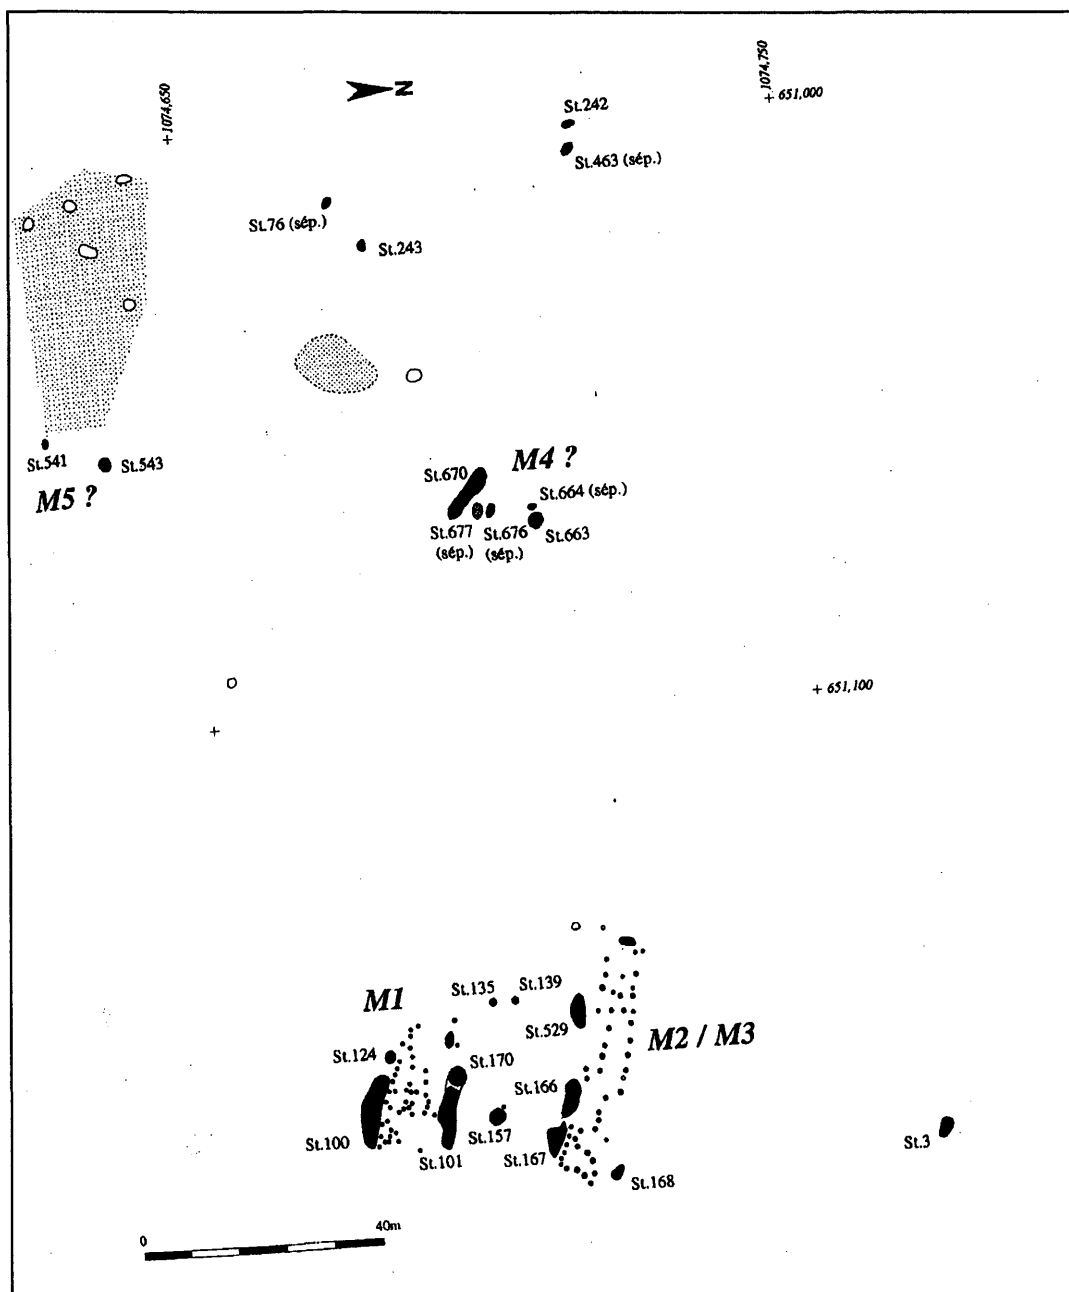 +1074,650
N
1074,750
+ 651,000
St.242
St.463 (sép.)
St.76 (sép.)
St.243
St.541
St.543
M5 ?
St.670
M4 ?
St.664 (sép.)
St.677
(sép.)
St.676
(sép.)
St.663
+ 651,100
+
M1
St.135
St.139
St.529
M2 / M3
St.124
St.170
St.166
St.100
St.101
St.157
St.167
St.168
St.3
0
40m